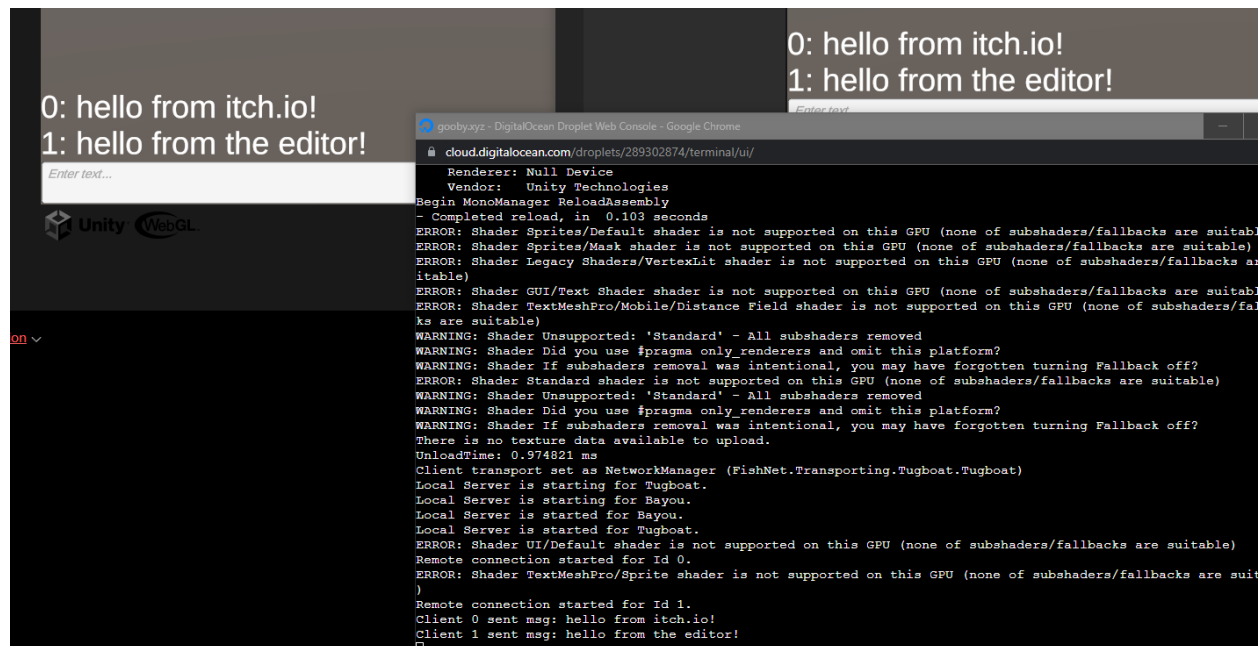 0: hello from itch.io!
1: hello from the editor!
Enter text...
Unity WebGL.
on
0: hello from itch.io!
1: hello from the editor!
Enter text
gooby.xyz - DigitalOcean Droplet Web Console - Google Chrome
cloud.digitalocean.com/droplets/289302874/terminal/ui/
Renderer: Null Device
Vendor: Unity Technologies
Begin MonoManager ReloadAssembly
- Completed reload, in 0.103 seconds
ERROR: Shader Sprites/Default shader is not supported on this GPU (none of subshaders/fallbacks are suitabl
ERROR: Shader Sprites/Mask shader is not supported on this GPU (none of subshaders/fallbacks are suitable)
ERROR: Shader Legacy Shaders/VertexLit shader is not supported on this GPU (none of subshaders/fallbacks ar
itable)
ERROR: Shader GUI/Text Shader shader is not supported on this GPU (none of subshaders/fallbacks are suitabl
ERROR: Shader TextMeshPro/Mobile/Distance Field shader is not supported on this GPU (none of subshaders/fal
ks are suitable)
WARNING: Shader Unsupported: 'Standard' - All subshaders removed
WARNING: Shader Did you use #pragma only_renderers and omit this platform?
WARNING: Shader If subshaders removal was intentional, you may have forgotten turning Fallback off?
ERROR: Shader Standard shader is not supported on this GPU (none of subshaders/fallbacks are suitable)
WARNING: Shader Unsupported: 'Standard' - All subshaders removed
WARNING: Shader Did you use #pragma only_renderers and omit this platform?
WARNING: Shader If subshaders removal was intentional, you may have forgotten turning Fallback off?
There is no texture data available to upload.
UnloadTime: 0.974821 ms
Client transport set as NetworkManager (FishNet.Transporting.Tugboat.Tugboat)
Local Server is starting for Tugboat.
Local Server is starting for Bayou.
Local Server is started for Bayou.
Local Server is started for Tugboat.
ERROR: Shader UI/Default shader is not supported on this GPU (none of subshaders/fallbacks are suitable)
Remote connection started for Id 0.
ERROR: Shader TextMeshPro/Sprite shader is not supported on this GPU (none of subshaders/fallbacks are suit
)
Remote connection started for Id 1.
Client 0 sent msg: hello from itch.io!
Client 1 sent msg: hello from the editor!